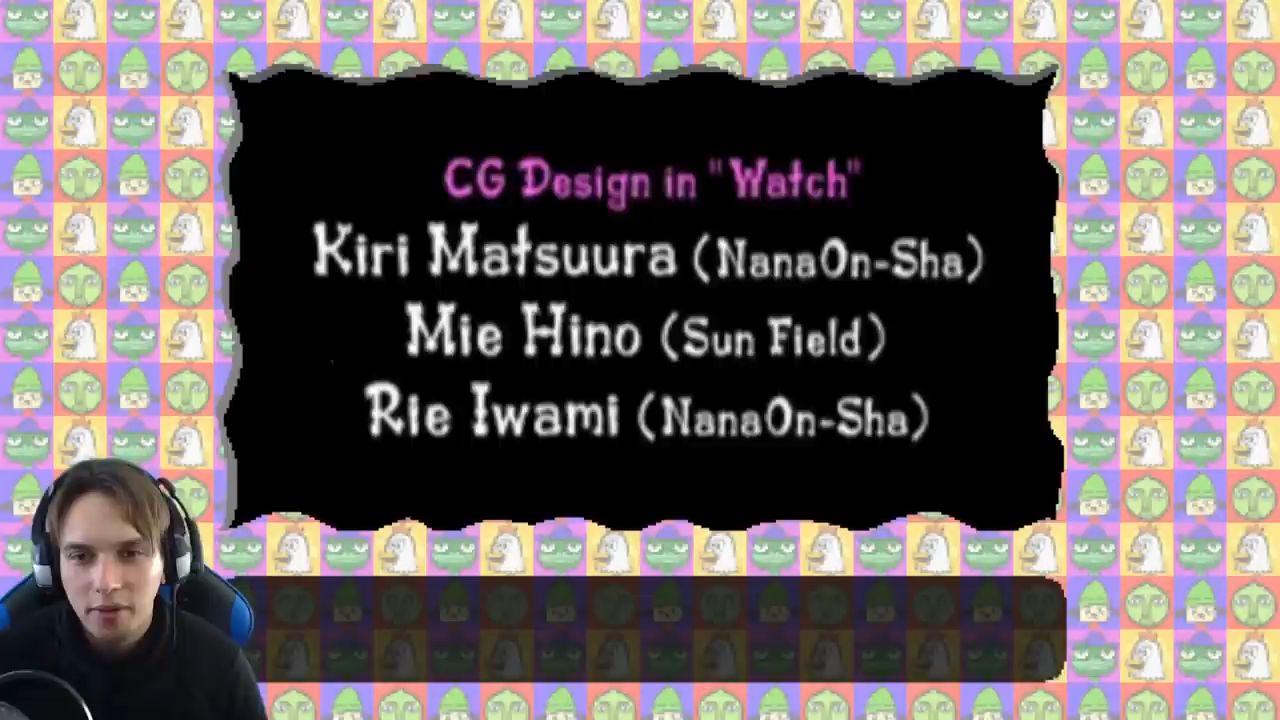 CG Design in "Watch"
Kiri Matsuura (NanaOn-Sha)
Mie Hino (Sun Field)
Rie Iwami (NanaOn-Sha)